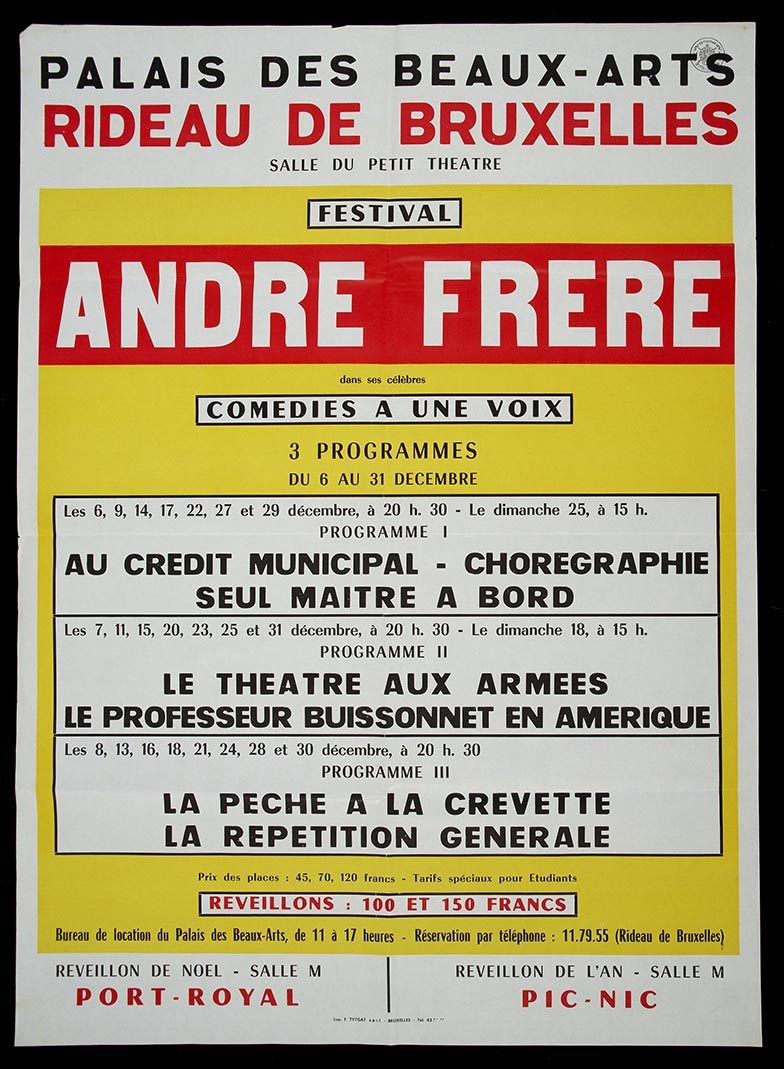 PALAIS DES BEAUX-ARTS
RIDEAU DE BRUXELLES
SALLE DU PETIT THEATRE
FESTIVAL
ANDRE FRERE
dans ses célèbres
COMEDIES A UNE VOIX
3 PROGRAMMES
DU 6 AU 31 DECEMBRE
Les 6, 9, 14, 17, 22, 27 et 29 décembre, à 20 h. 30 - Le dimanche 25, à 15 h.
PROGRAMME I
AU CREDIT MUNICIPAL - CHOREGRAPHIE
SEUL MAITRE A BORD
Les 7, 11, 15, 20, 23, 25 et 31 décembre, à 20 h. 30 - Le dimanche 18, à 15 h.
PROGRAMME II
LE THEATRE AUX ARMEES
LE PROFESSEUR BUISSONNET EN AMERIQUE
Les 8, 13, 16, 18, 21, 24, 28 et 30 décembre, à 20 h. 30
PROGRAMME III
LA PECHE A LA CREVETTE
LA REPETITION GENERALE
Prix des places : 45, 70, 120 francs - Tarifs spéciaux pour Etudiants
REVEILLONS : 100 ET 150 FRANCS
Bureau de location du Palais des Beaux-Arts, de 11 à 17 heures - Réservation par téléphone : 11.79.55 (Rideau de Bruxelles)
REVEILLON DE NOEL - SALLE M
PORT-ROYAL
REVEILLON DE L'AN - SALLE M
PIC-NIC
Imp. F. TYTGAT - BRUXELLES - Tél.